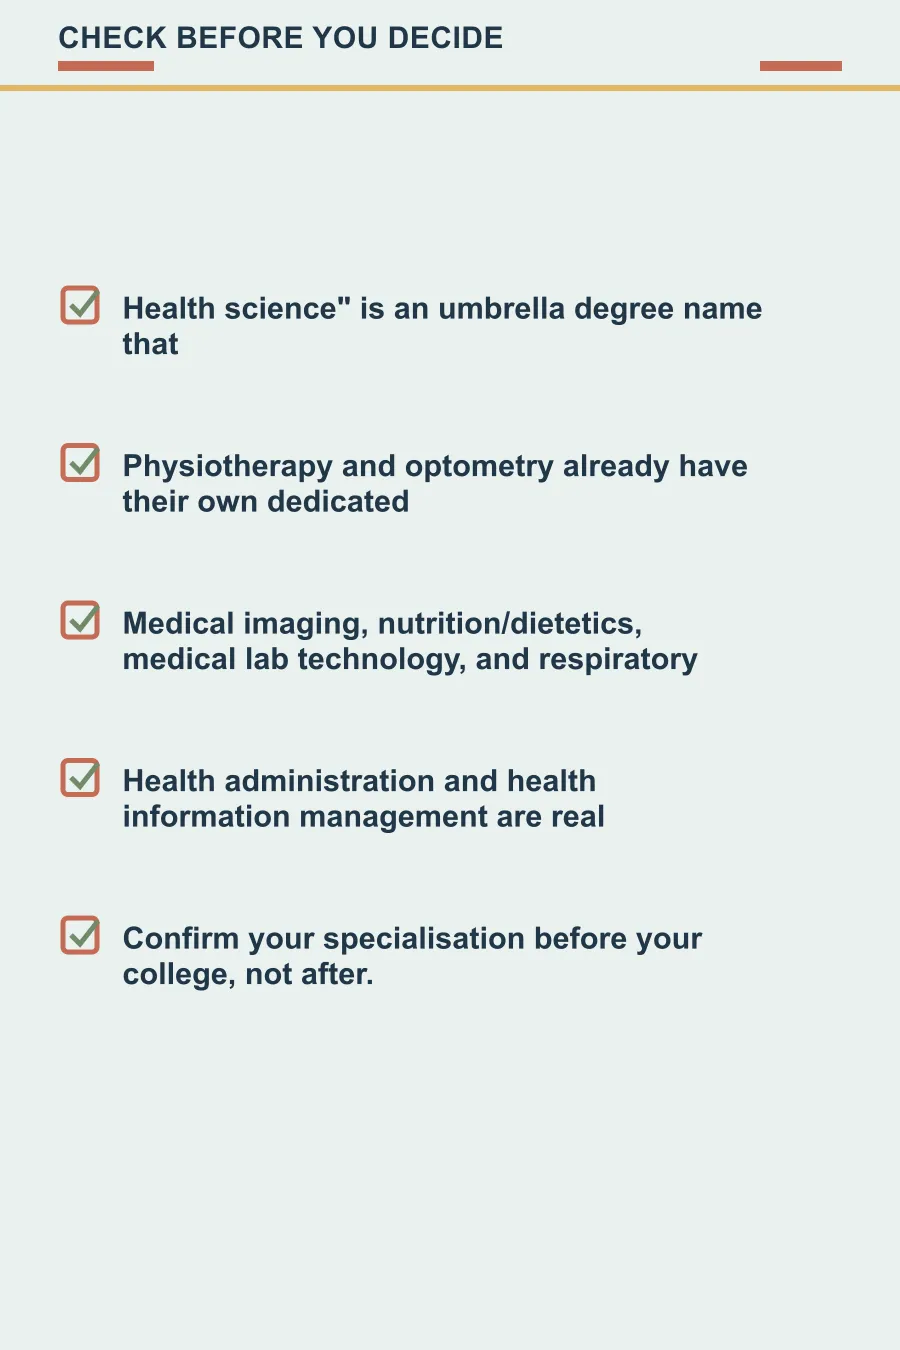 CHECK BEFORE YOU DECIDE
Health science" is an umbrella degree name
that
Physiotherapy and optometry already have
their own dedicated
Medical imaging, nutrition/dietetics,
medical lab technology, and respiratory
Health administration and health
information management are real
Confirm your specialisation before your
college, not after.